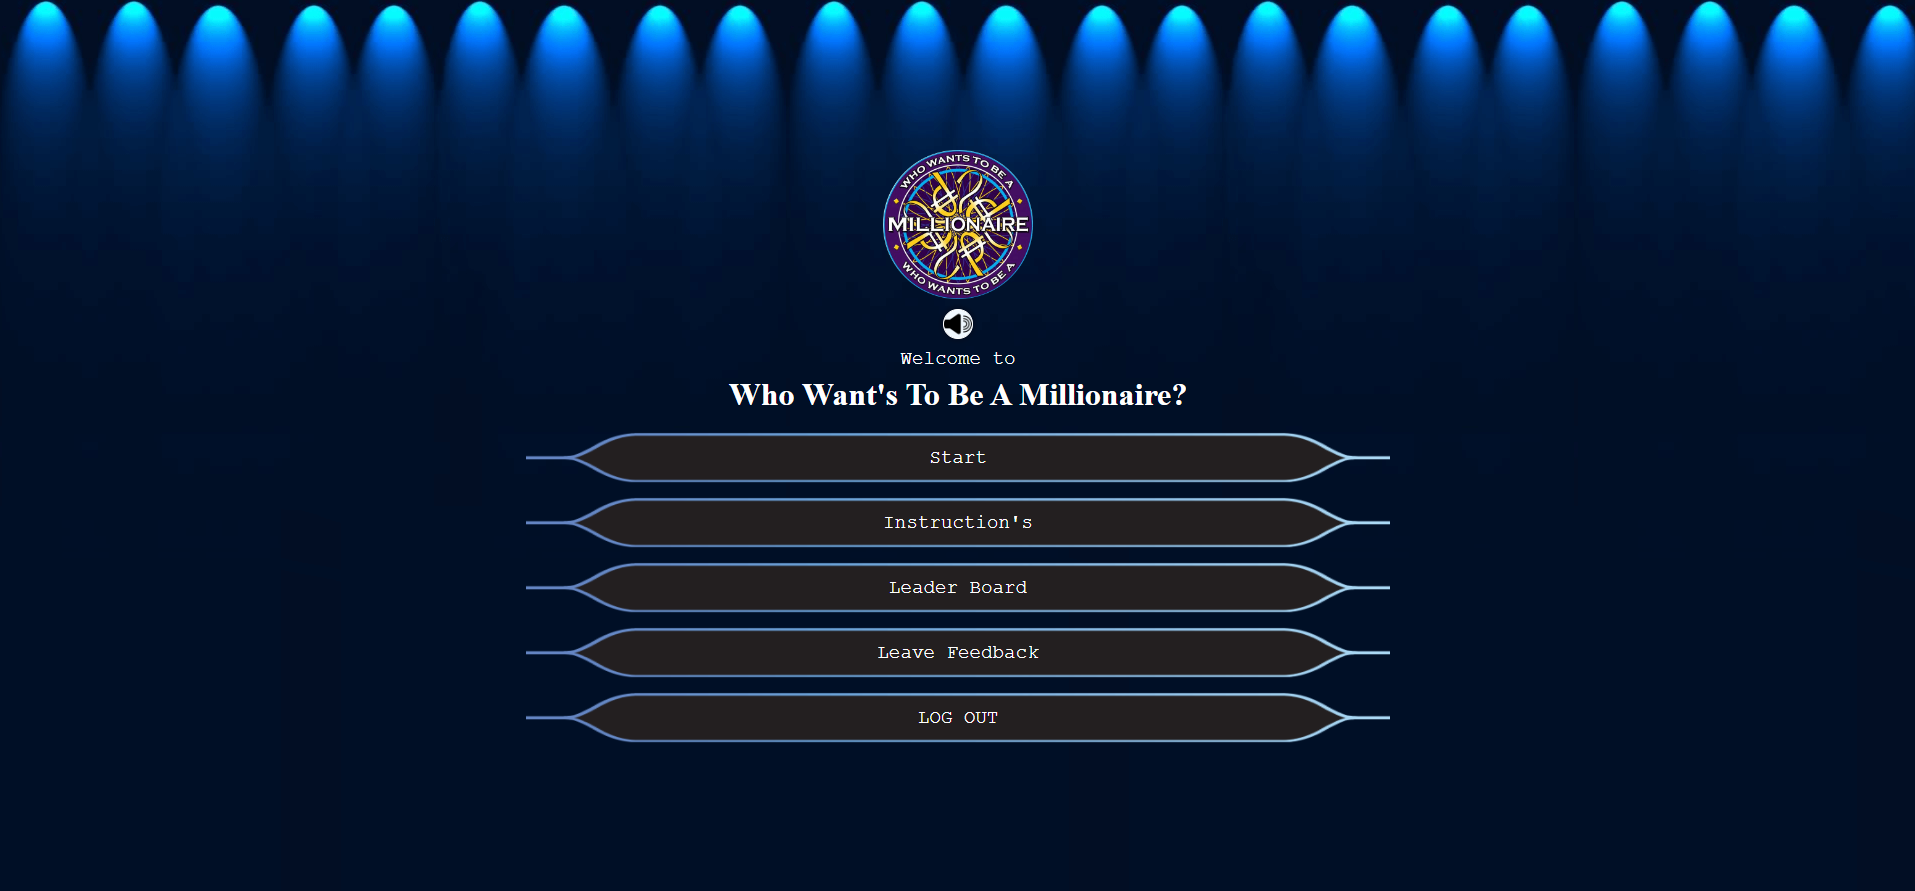 WHO WANTS TO BE A
MILLIONAIRE
WHO WANTS TO BE A
Welcome to
Who Want's To Be A Millionaire?
Start
Instruction's
Leader Board
Leave Feedback
LOG OUT